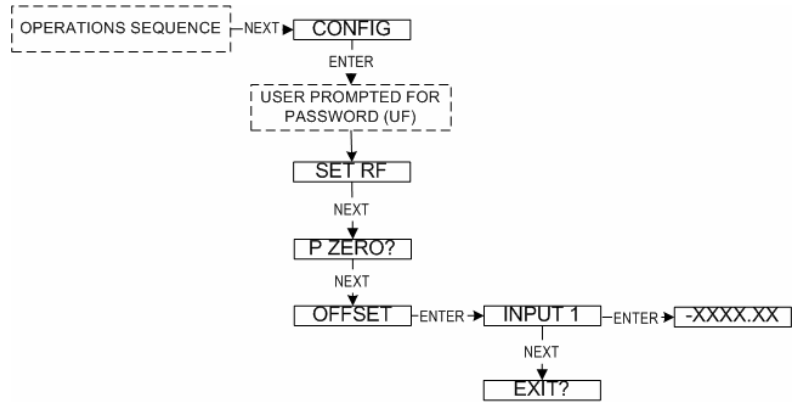 OPERATIONS SEQUENCE NEXT CONFIG
ENTER
USER PROMPTED FOR
PASSWORD (UF)
SET RF
NEXT
P ZERO?
NEXT
OFFSET ENTER INPUT 1 ENTER -XXXX.XX
NEXT
EXIT?